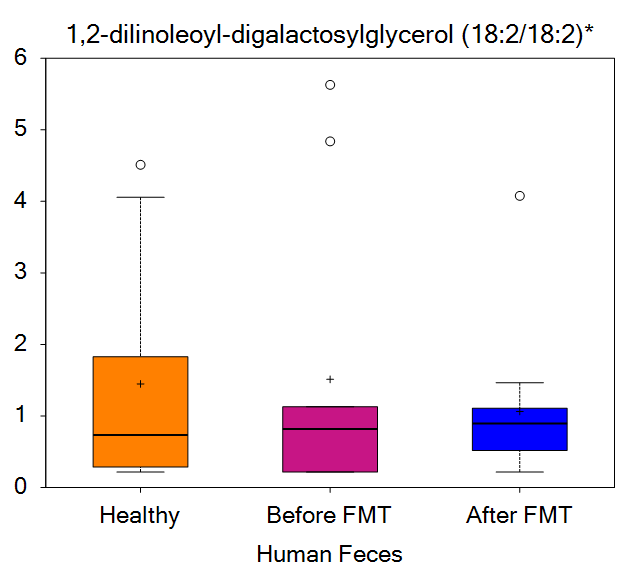 1,2-dilinoleoyl-digalactosylglycerol (18:2/18:2)*
6
5
4
3
2
1
0
Healthy Before FMT After FMT
Human Feces